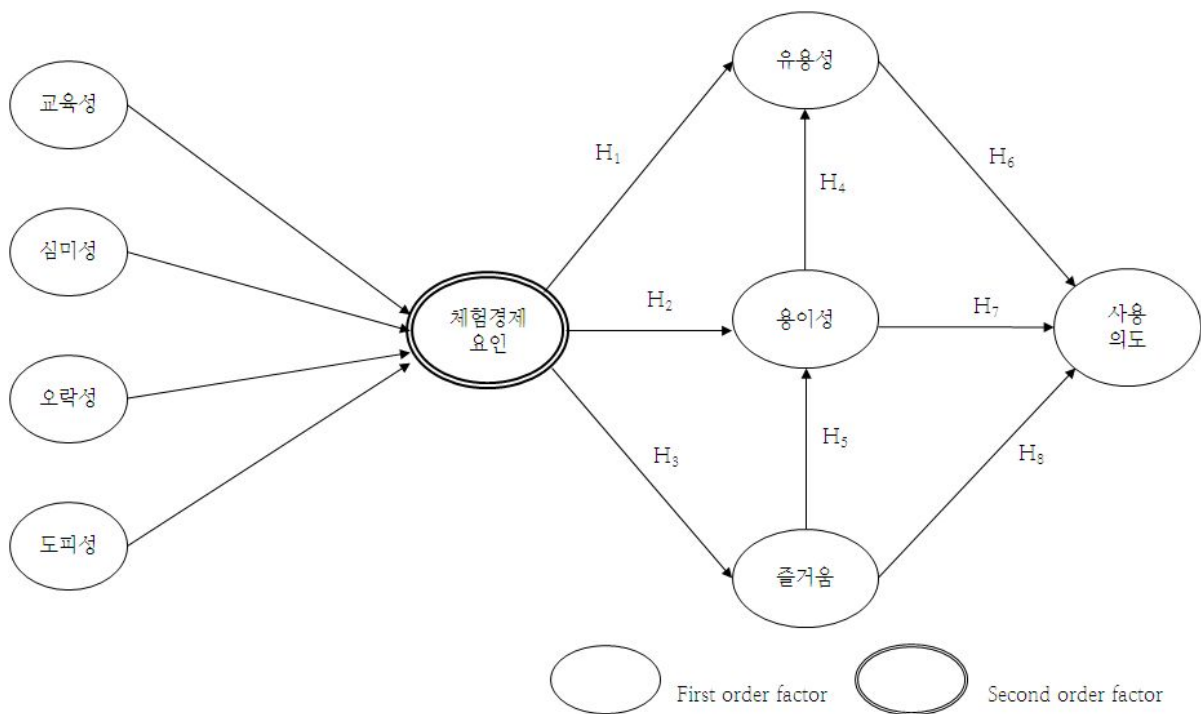 교육성
심미성
오락성
도피성
체험경제
요인
H₁
H₂
H₃
유용성
H₄
용이성
H₅
즐거움
H₆
H₇
H₈
사용
의도
First order factor
Second order factor